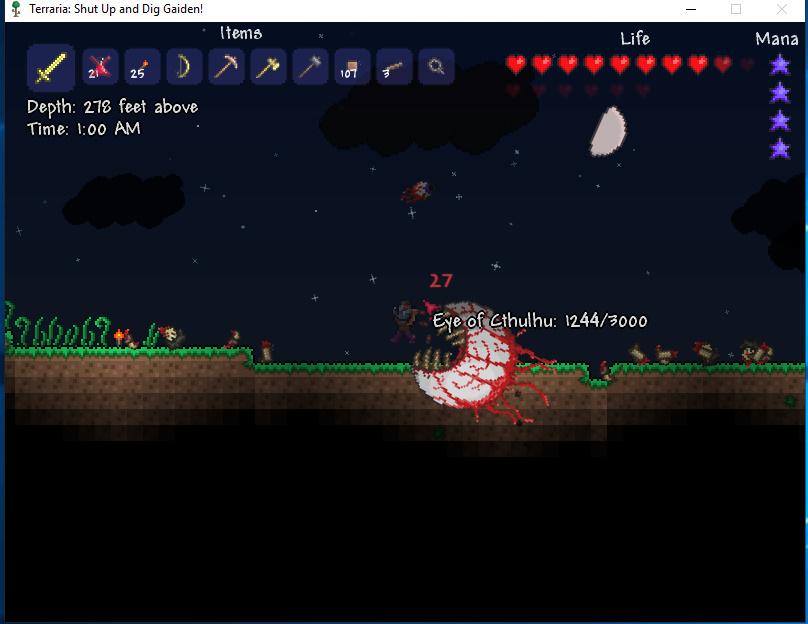 Terraria: Shut Up and Dig Gaiden!
Items
Life
Mana
21
25
107
3
Depth: 278 feet above
Time: 1:00 AM
27
Eye of Cthulhu: 1244/3000